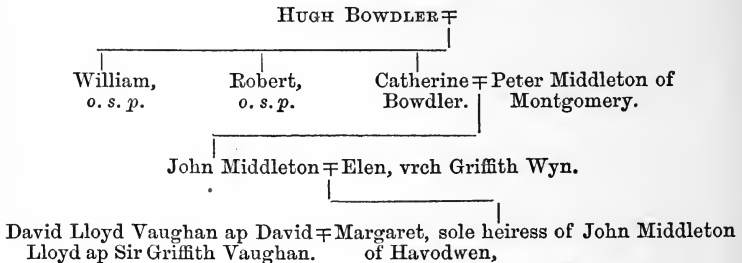 HUGH BOWDLER╤
William, Robert, Catherine╤Peter Middleton of
o. s. p. o. s. p. Bowdler. Montgomery.
John Middleton╤Elen, vrch Griffith Wyn.
David Lloyd Vaughan ap David╤Margaret, sole heiress of John Middleton
Lloyd ap Sir Griffith Vaughan. of Havodwen,